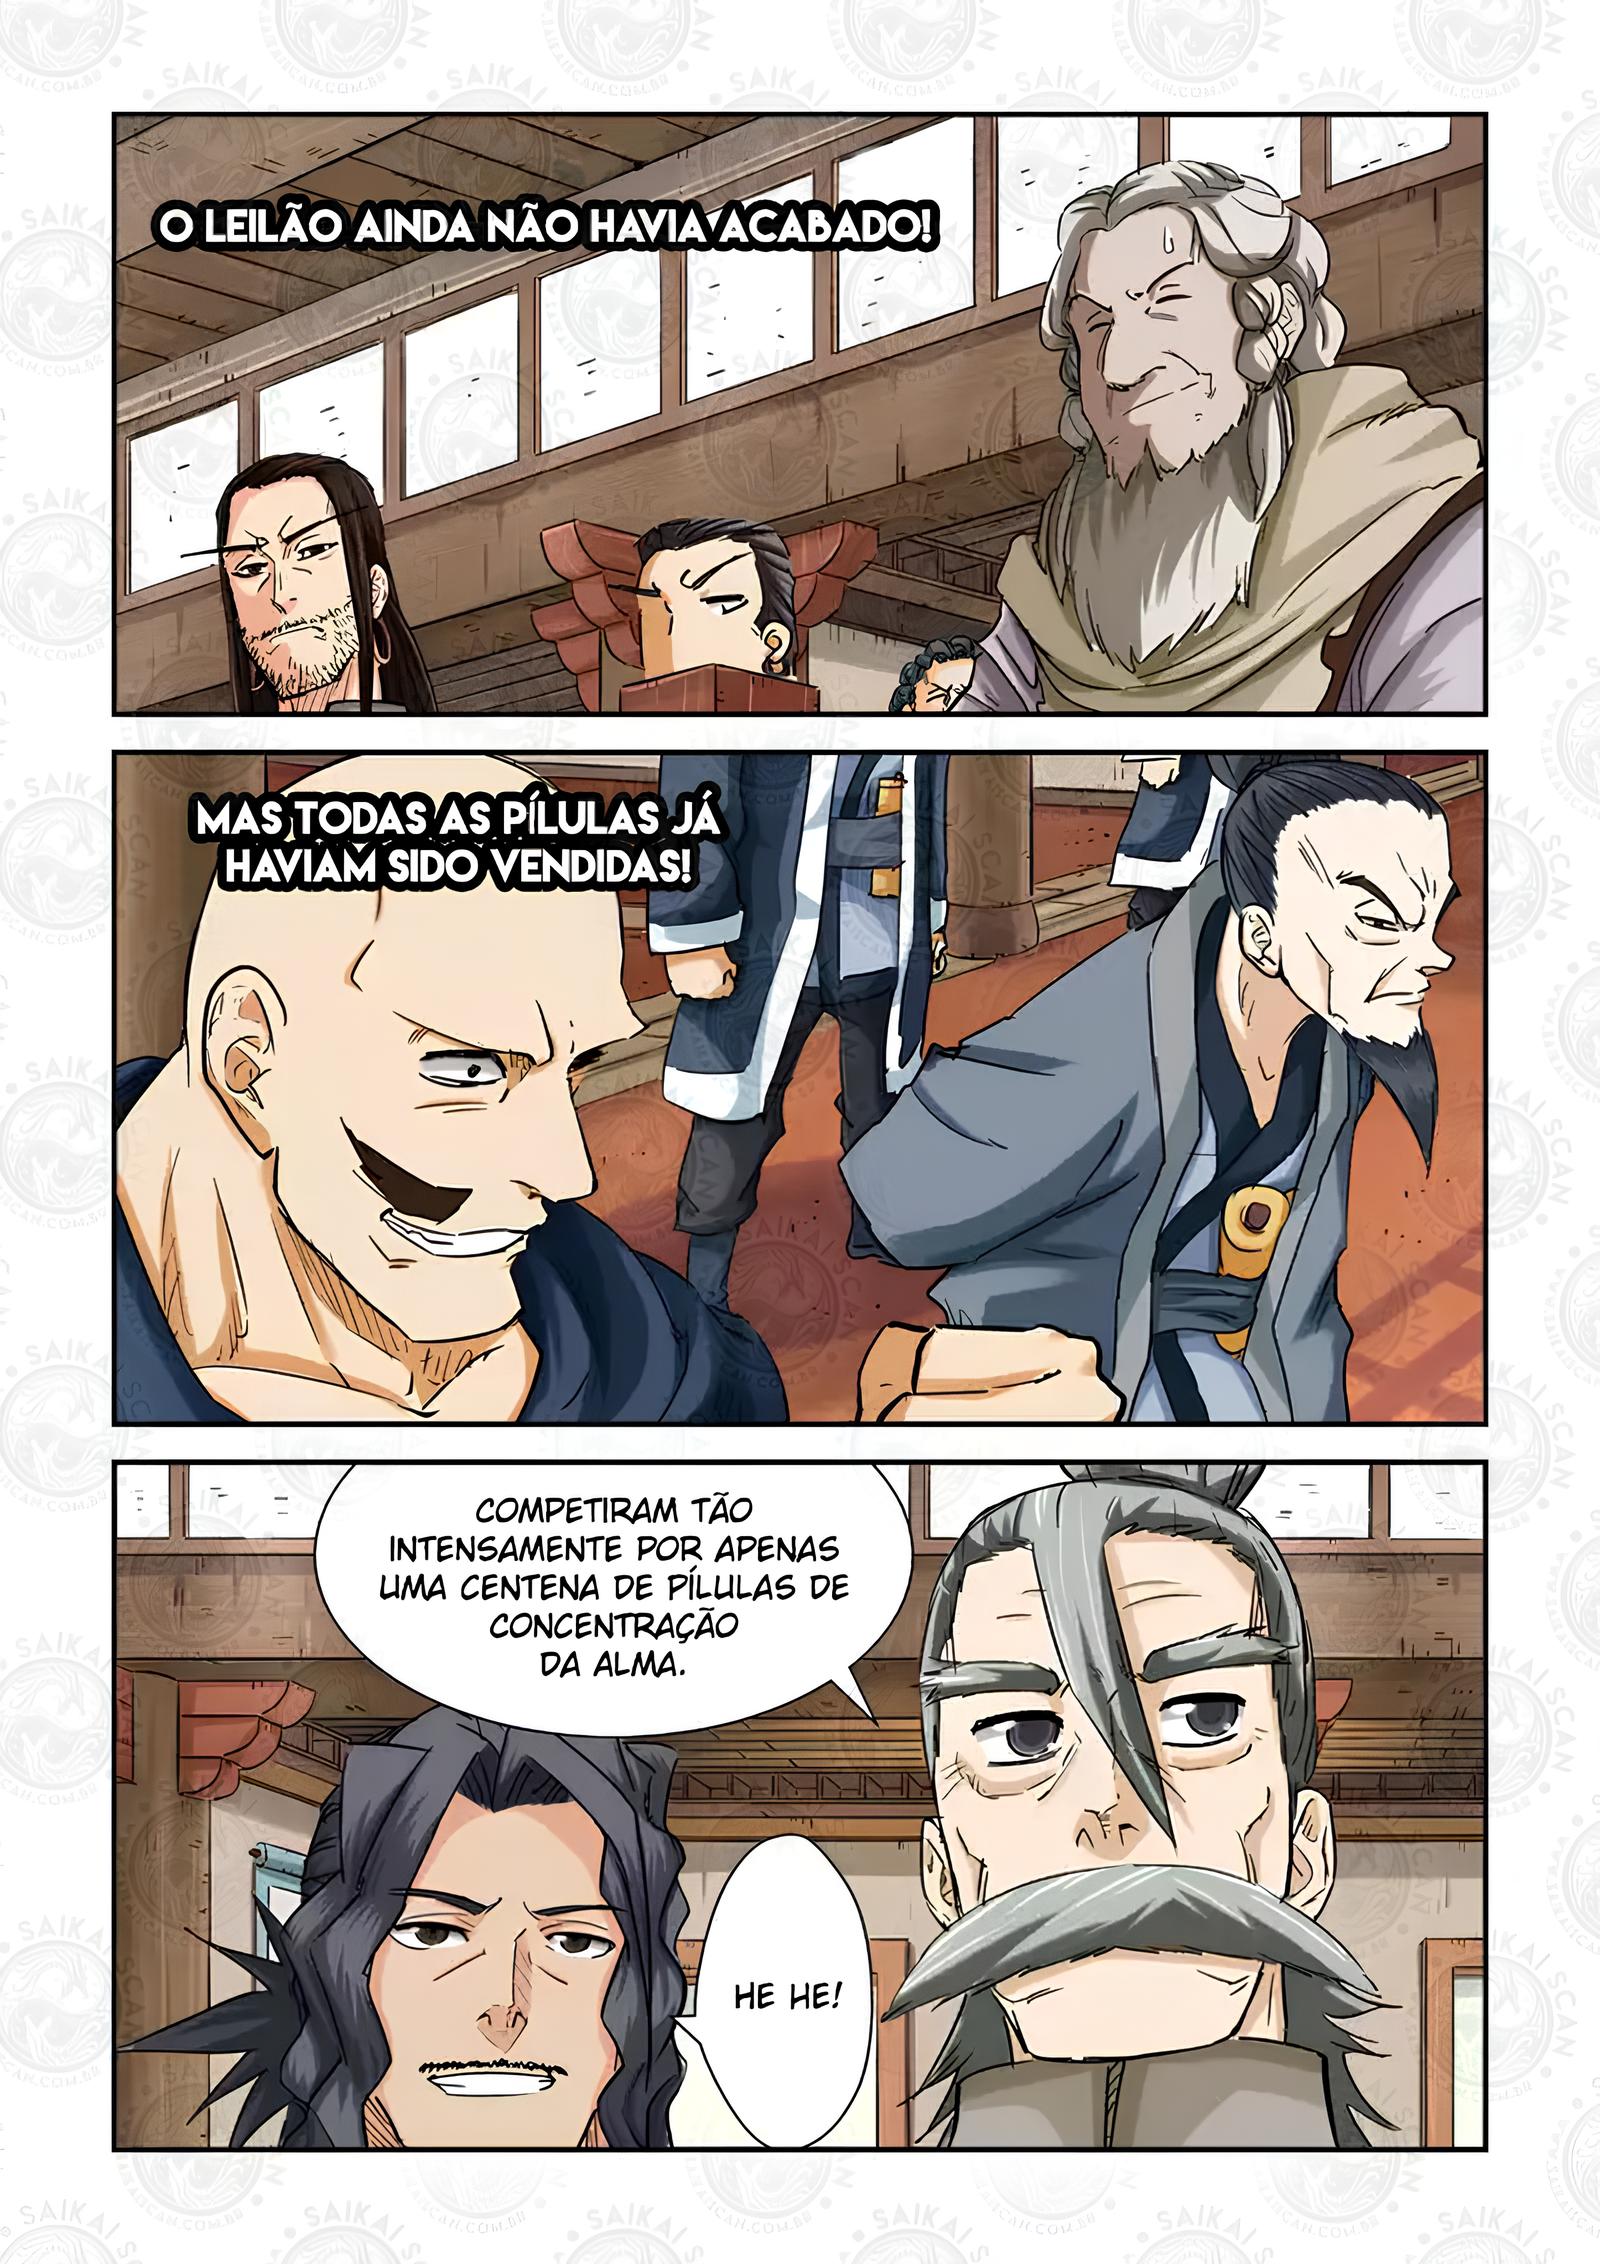 O LEILÃO AINDA NÃO HAVIA ACABADO!
MAS TODAS AS PÍLULAS JÁ
HAVIAM SIDO VENDIDAS!
COMPETIRAM TÃO
INTENSAMENTE POR APENAS
UMA CENTENA DE PÍLULAS DE
CONCENTRAÇÃO
DA ALMA.
HE HE!